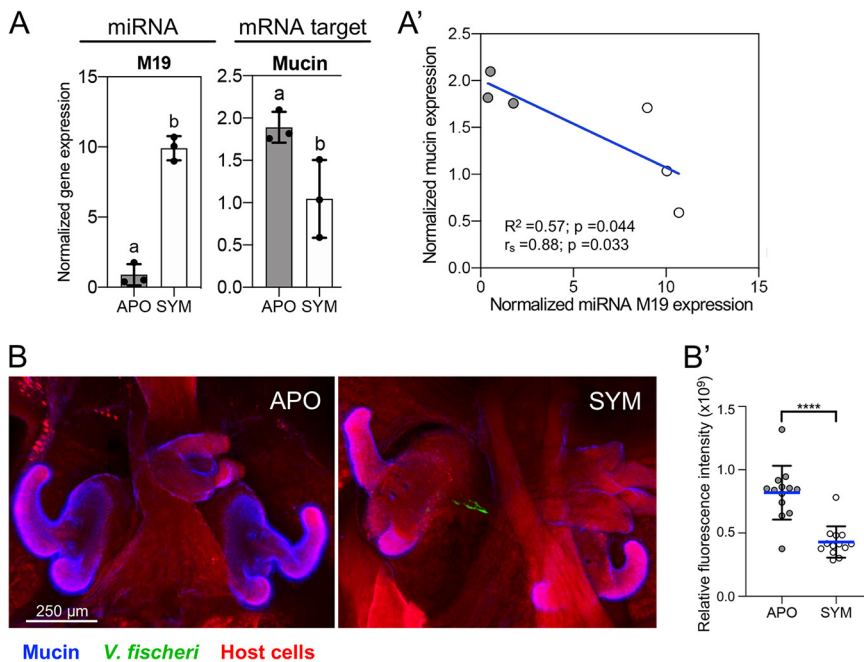 A
miRNA
mRNA target
M19
Mucin
Normalized gene expression
15
10
5
0
a
b
APO SYM
2.5
2.0
1.5
1.0
0.5
0.0
a
b
APO SYM
A'
Normalized mucin expression
2.5
2.0
1.5
1.0
0.5
0.0
R² =0.57; p =0.044
rs =0.88; p =0.033
0
5
10
15
Normalized miRNA M19 expression
B
APO
SYM
250 µm
Mucin
V. fischeri
Host cells
B'
Relative fluorescence intensity (x10⁹)
1.5
1.0
0.5
0.0
****
APO
SYM